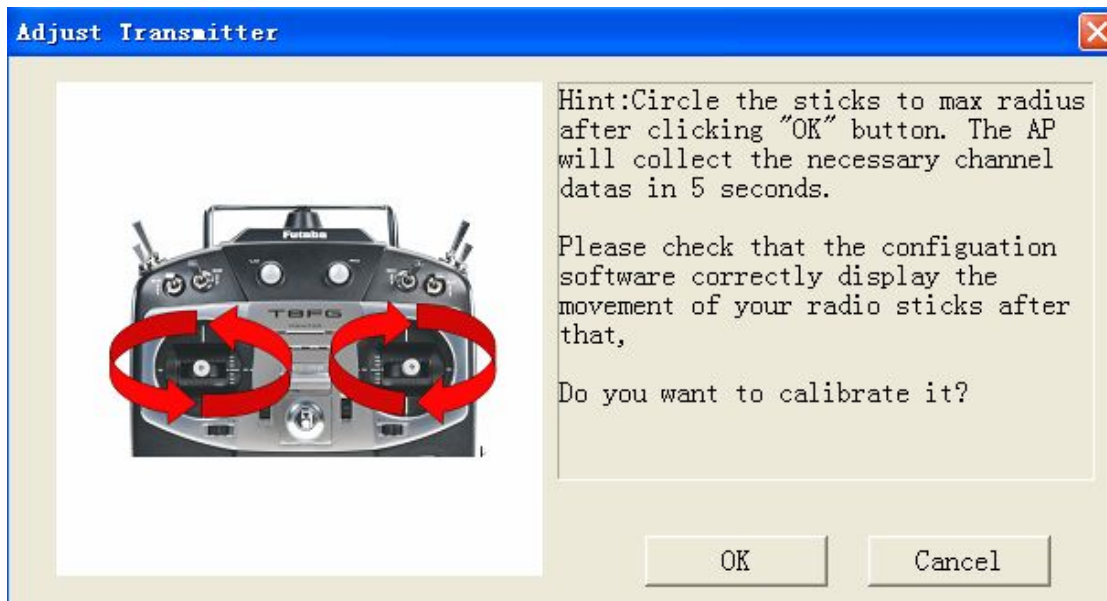 Adjust Transmitter
Futaba
T8FG
Hint:Circle the sticks to max radius
after clicking "OK" button. The AP
will collect the necessary channel
datas in 5 seconds.
Please check that the configuation
software correctly display the
movement of your radio sticks after
that,
Do you want to calibrate it?
OK
Cancel